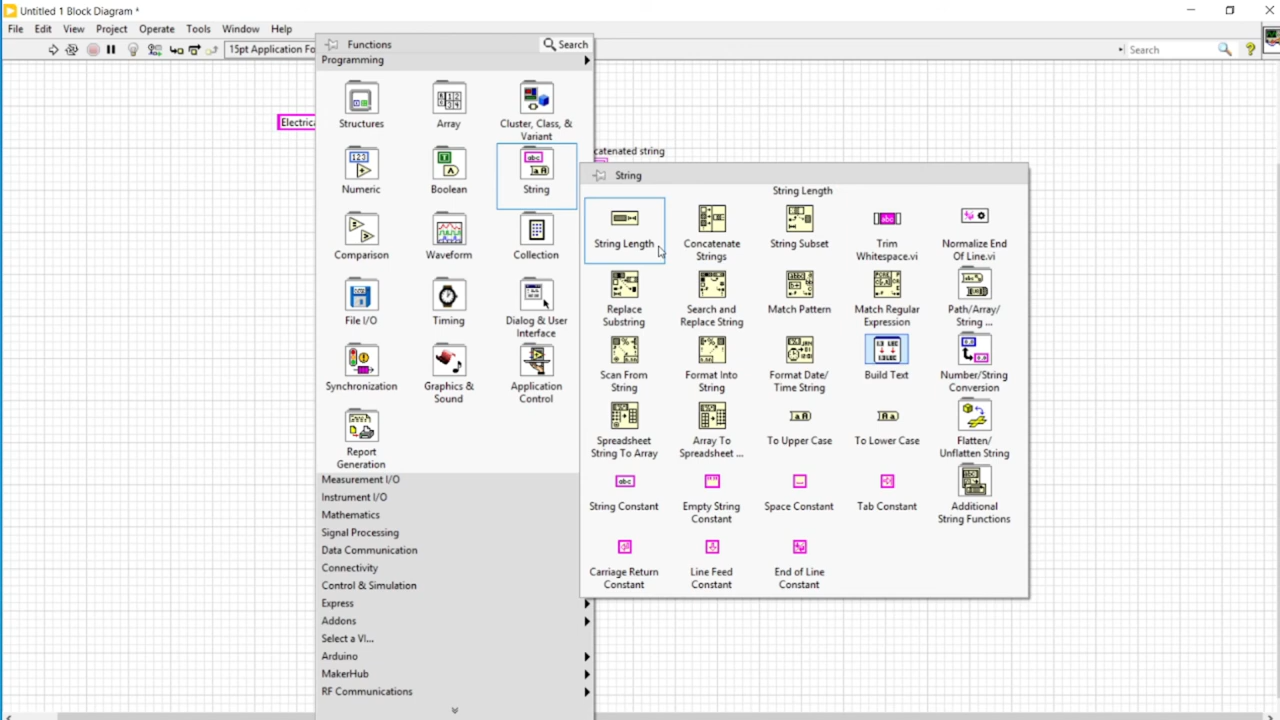 Untitled 1 Block Diagram *
File Edit View Project Operate Tools Window Help
15pt Application Fo
Search
Functions
Search
Programming
Electrica
catenated string
Structures
Array
Cluster, Class, &
Variant
Numeric
Boolean
String
Comparison
Waveform
Collection
File I/O
Timing
Dialog & User
Interface
Synchronization
Graphics &
Sound
Application
Control
Report
Generation
Measurement I/O
Instrument I/O
Mathematics
Signal Processing
Data Communication
Connectivity
Control & Simulation
Express
Addons
Select a VI...
Arduino
MakerHub
RF Communications
String
String Length
String Length
Concatenate
Strings
String Subset
Trim
Whitespace.vi
Normalize End
Of Line.vi
Replace
Substring
Search and
Replace String
Match Pattern
Match Regular
Expression
Path/Array/
String ...
Scan From
String
Format Into
String
Format Date/
Time String
Build Text
Number/String
Conversion
Spreadsheet
String To Array
Array To
Spreadsheet ...
To Upper Case
To Lower Case
Flatten/
Unflatten String
String Constant
Empty String
Constant
Space Constant
Tab Constant
Additional
String Functions
Carriage Return
Constant
Line Feed
Constant
End of Line
Constant